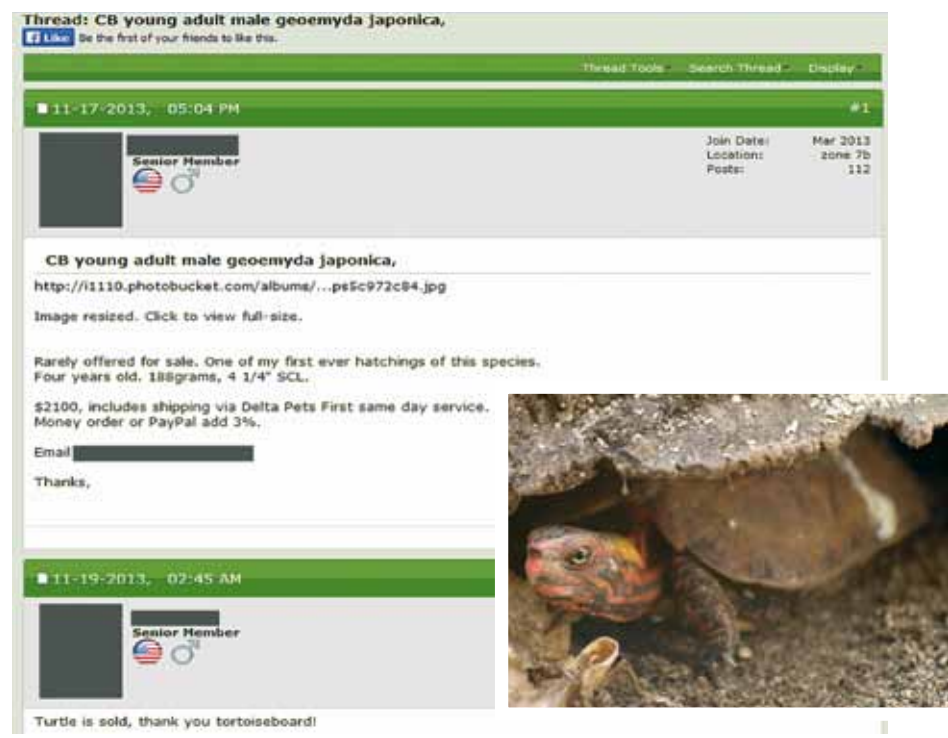 Thread: CB young adult male geoemyda japonica,
Like Be the first of your friends to like this.
Thread Tools Search Thread Display
11-17-2013, 05:04 PM #1
Senior Member
Join Date: Mar 2013
Location: zone 7b
Posts: 112
CB young adult male geoemyda japonica,
http://i1110.photobucket.com/albums/...ps5c972c84.jpg
Image resized. Click to view full-size.
Rarely offered for sale. One of my first ever hatchings of this species.
Four years old. 188grams, 4 1/4" SCL.
$2100, includes shipping via Delta Pets First same day service.
Money order or PayPal add 3%.
Email
Thanks,
11-19-2013, 02:45 AM
Senior Member
Turtle is sold, thank you tortoiseboard!